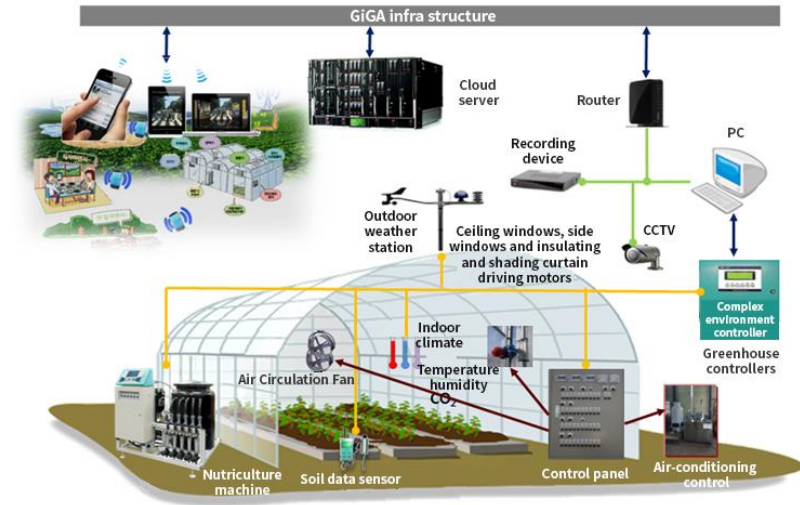 GiGA infra structure
Cloud
server
Router
PC
Recording
device
CCTV
Outdoor
weather
station
Ceiling windows, side
windows and insulating
and shading curtain
driving motors
Complex
environment
controller
Greenhouse
controllers
Indoor
climate
Air Circulation Fan
Temperature
humidity
CO2
Nutriculture
machine
Soil data sensor
Control panel
Air-conditioning
control